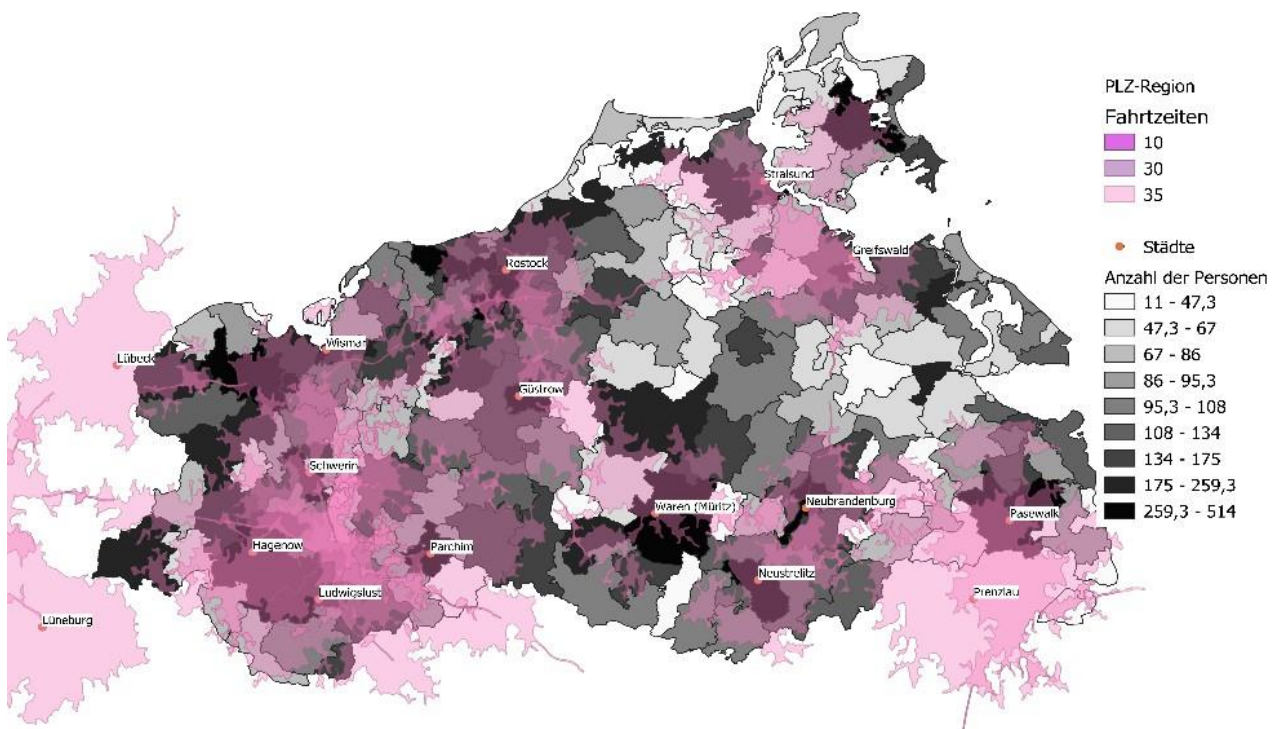 PLZ-Region
Fahrtzeiten
10
30
35
Städte
Anzahl der Personen
11 - 47,3
47,3 - 67
67 - 86
86 - 95,3
95,3 - 108
108 - 134
134 - 175
175 - 259,3
259,3 - 514
Stralsund
Greifswald
Rostock
Wismar
Lübeck
Güstrow
Schwerin
Waren (Müritz)
Neubrandenburg
Pasewalk
Hagenow
Parchim
Neustrelitz
Ludwigslust
Prenzlau
Lüneburg